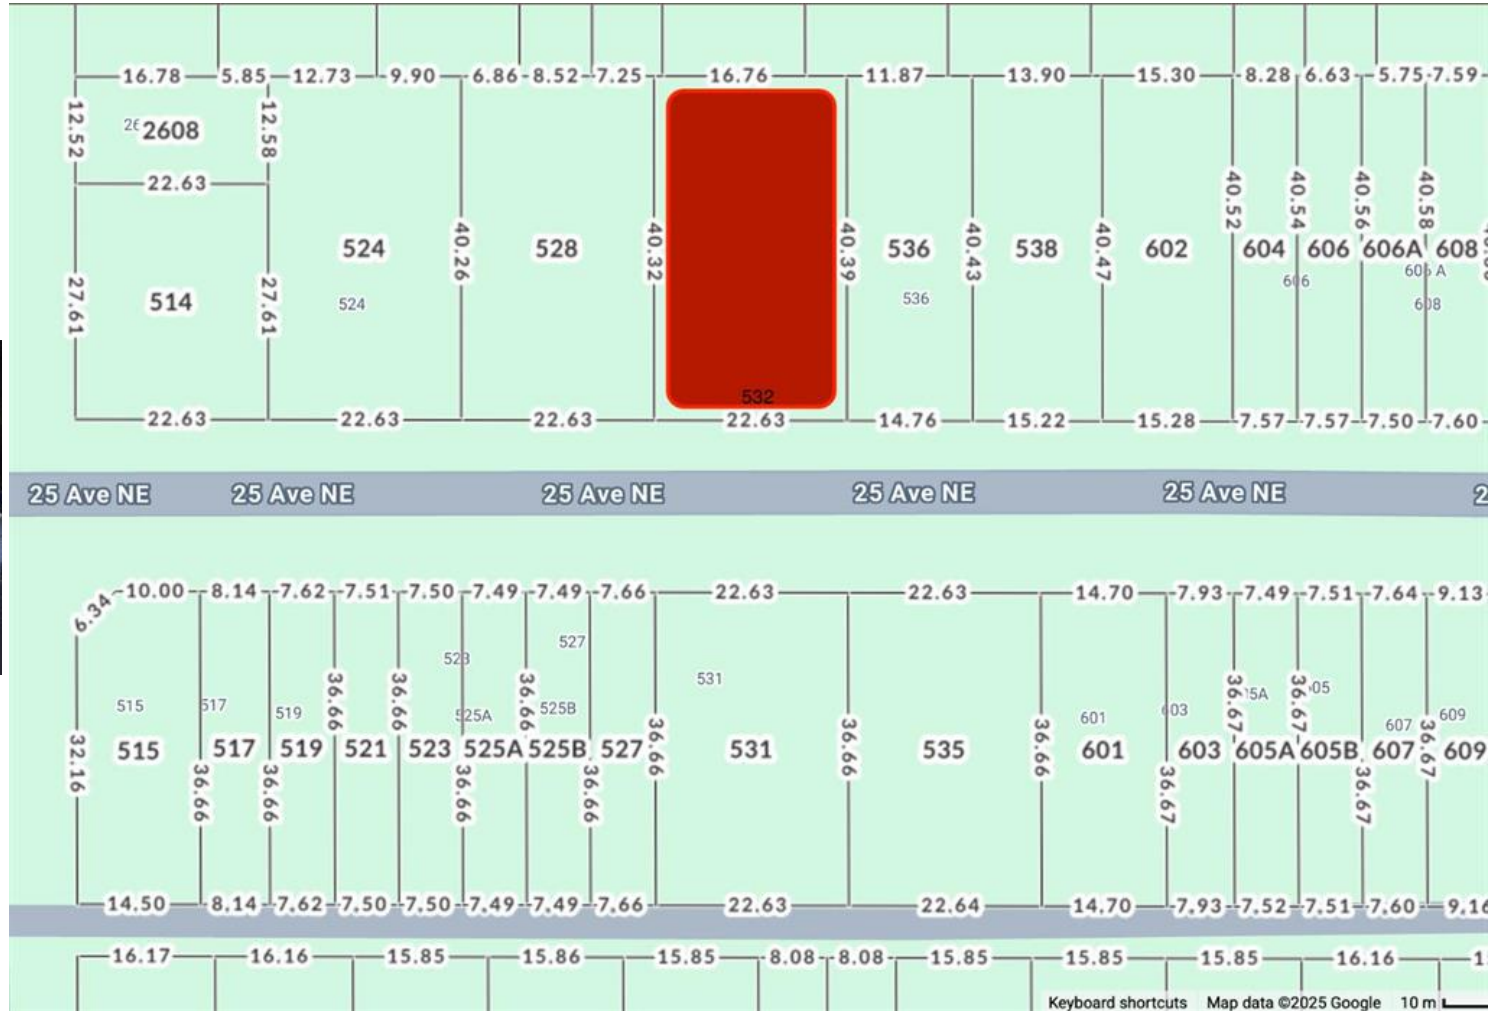 16.78 5.85 12.73 9.90 6.86 8.52 7.25 16.76 11.87 13.90 15.30 8.28 6.63 5.75 7.59
12.52 2608 12.58
22.63
40.52 40.54 40.56 40.58
524 528 536 538 602 604 606 606A 608
40.26 40.32 40.39 40.43 40.47
606 606 A
27.61 514 27.61 524 536 608
532
22.63 22.63 22.63 22.63 14.76 15.22 15.28 7.57 7.57 7.50 7.60
25 Ave NE 25 Ave NE 25 Ave NE 25 Ave NE 25 Ave NE
6.34 10.00 8.14 7.62 7.51 7.50 7.49 7.49 7.66 22.63 22.63 14.70 7.93 7.49 7.51 7.64 9.13
527
523 531
36.66 36.66 36.66 36.67 36.67
515 517 519 525A 525B 601 603 607 609
515 517 519 521 523 525A 525B 527 531 535 601 603 605A 605B 607 609
32.16 36.66 36.66 36.66 36.66 36.66 36.66 36.66 36.67 36.67 36.67
14.50 8.14 7.62 7.50 7.50 7.49 7.49 7.66 22.63 22.64 14.70 7.93 7.52 7.51 7.60 9.16
16.17 16.16 15.85 15.86 15.85 8.08 8.08 15.85 15.85 15.85 16.16
Keyboard shortcuts Map data ©2025 Google 10 m